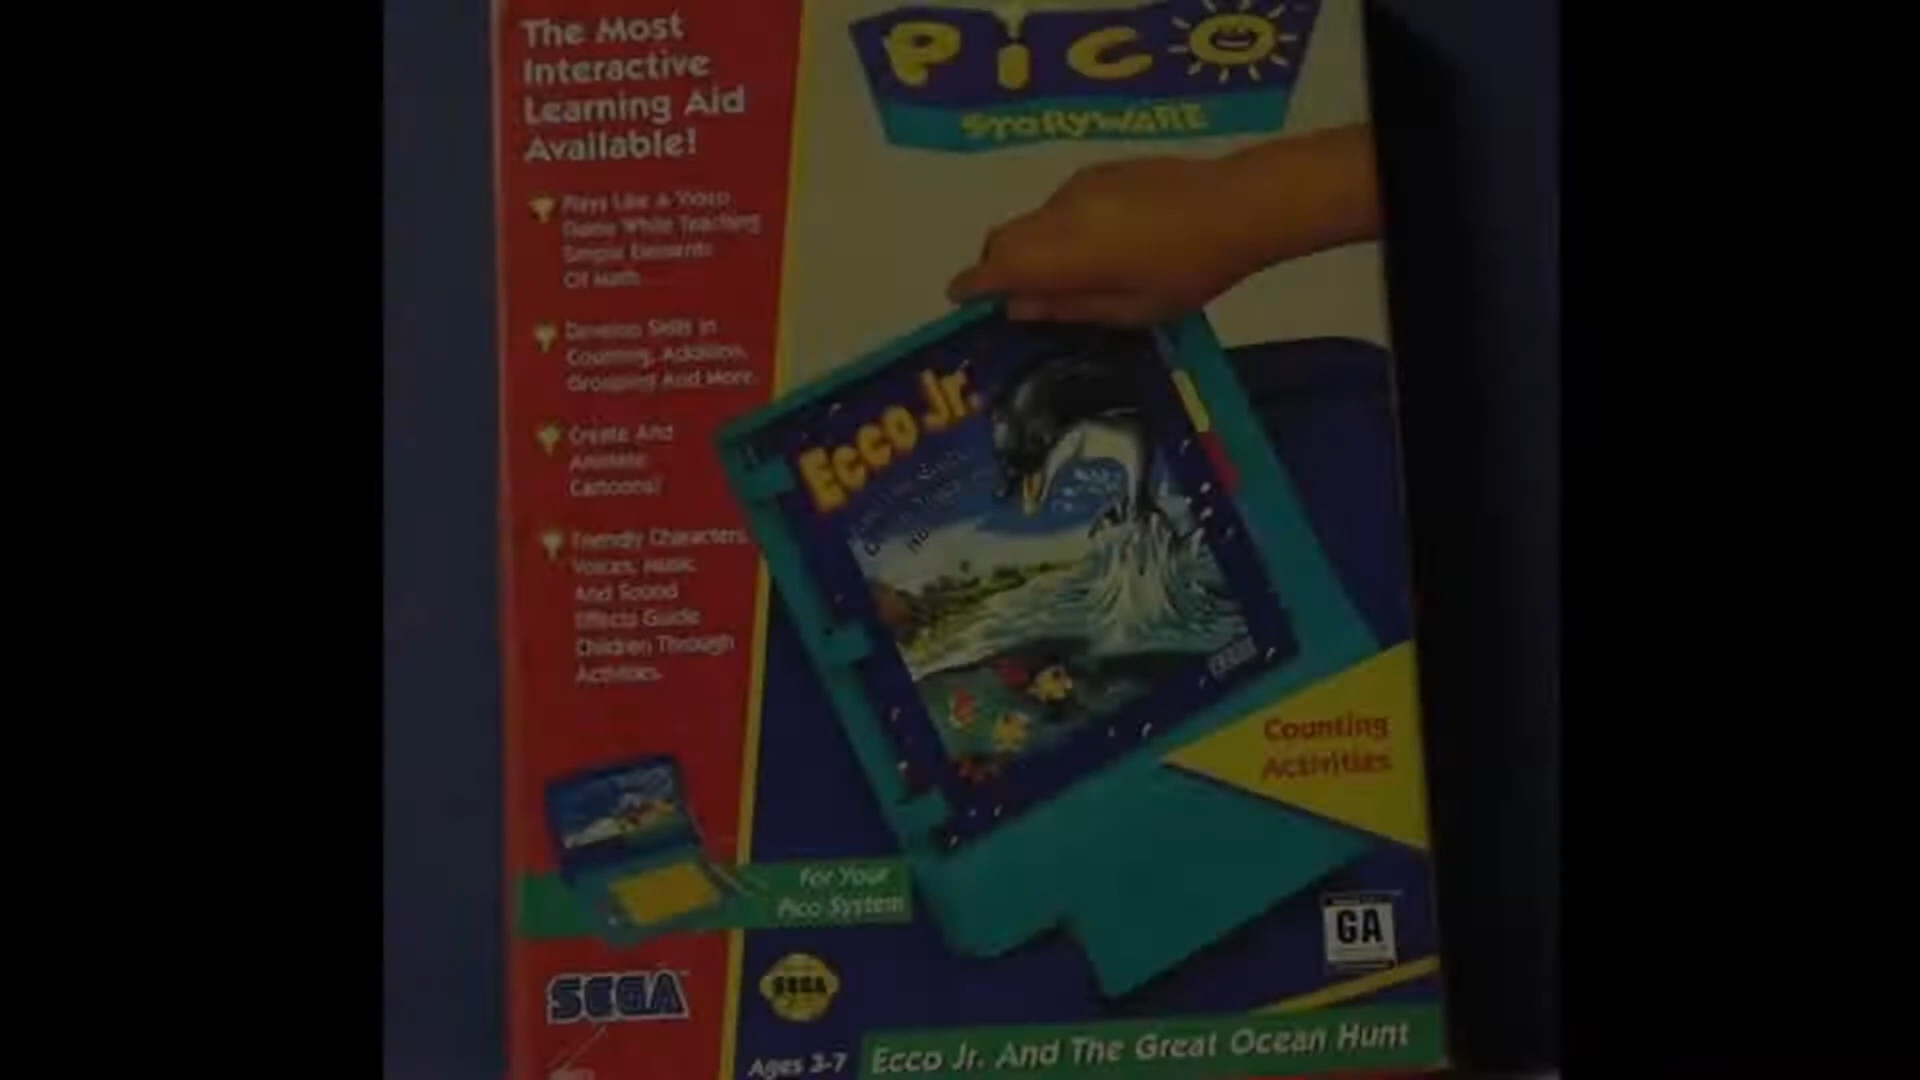 The Most
Interactive
Learning Aid
Available!
Plays Like A Video
Game While Teaching
Simple Elements
Of Math.
Develop Skills In
Counting, Addition,
Grouping And More.
Create And
Animate
Cartoons!
Friendly Characters,
Voices, Music
And Sound
Effects Guide
Children Through
Activities.
For Your
Pico System
SEGA
PICO
STORYWARE
Ecco Jr.
SEGA
Counting
Activities
GA
SEGA
Ages 3-7
Ecco Jr. And The Great Ocean Hunt